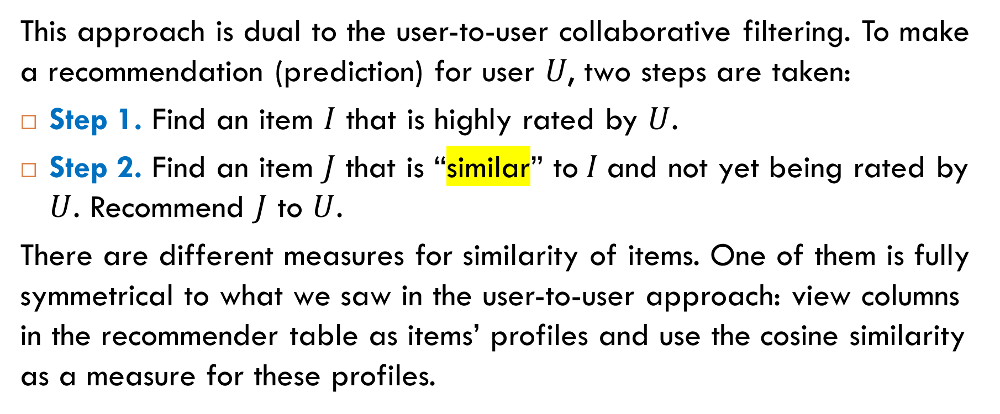 This approach is dual to the user-to-user collaborative filtering. To make
a recommendation (prediction) for user U, two steps are taken:
□ Step 1. Find an item I that is highly rated by U.
□ Step 2. Find an item J that is “similar” to I and not yet being rated by
U. Recommend J to U.
There are different measures for similarity of items. One of them is fully
symmetrical to what we saw in the user-to-user approach: view columns
in the recommender table as items’ profiles and use the cosine similarity
as a measure for these profiles.